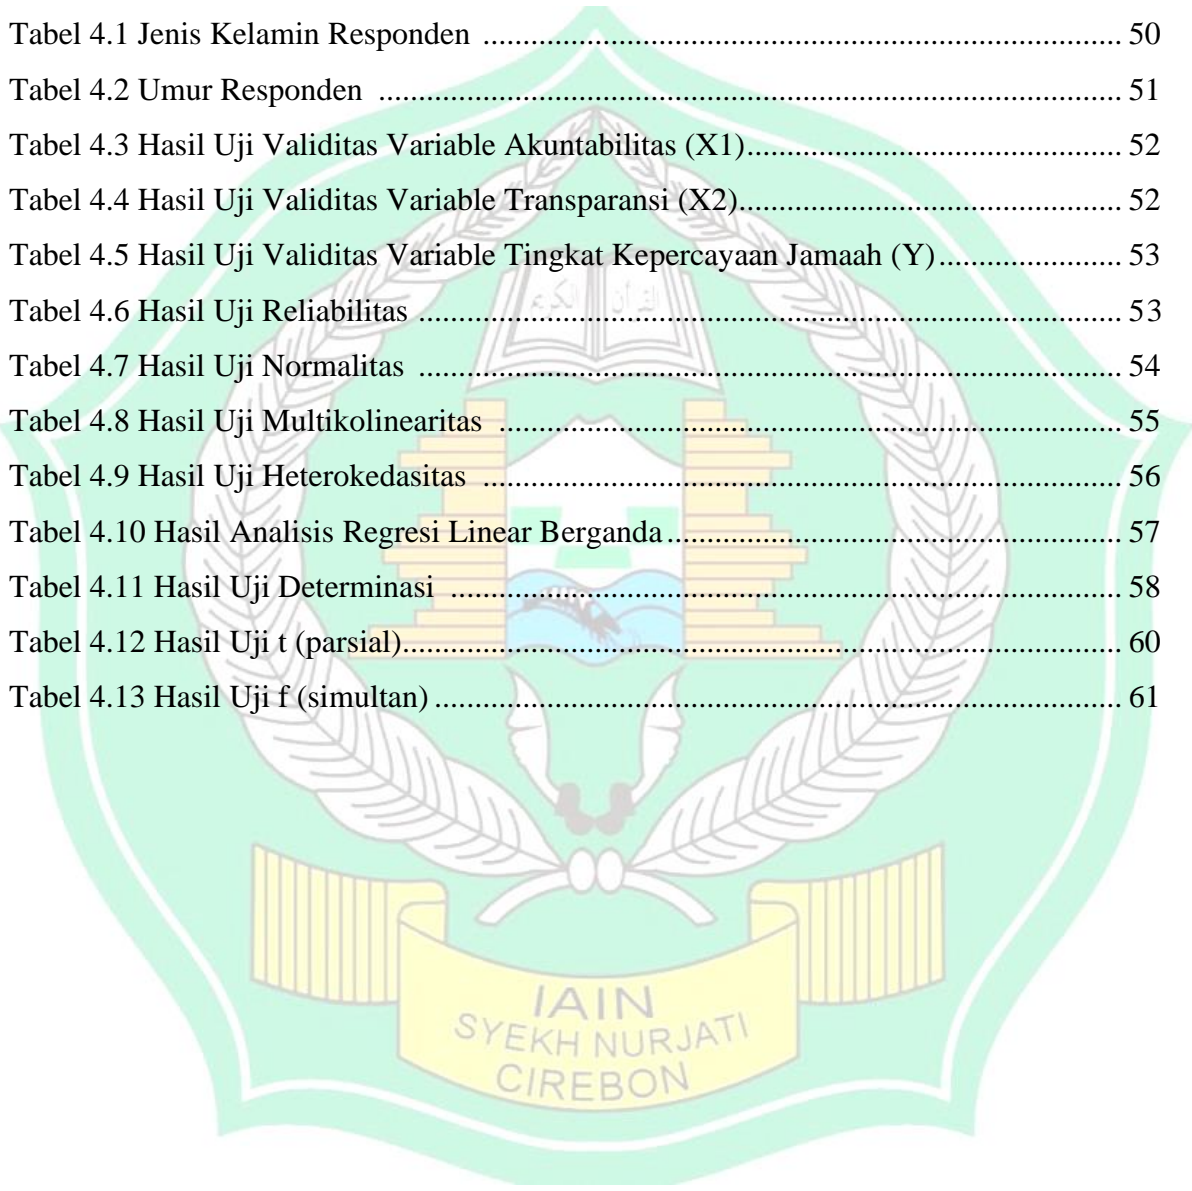 Tabel 4.1 Jenis Kelamin Responden ........................................................................ 50
Tabel 4.2 Umur Responden ........................................................................ 51
Tabel 4.3 Hasil Uji Validitas Variable Akuntabilitas (X1)............................................. 52
Tabel 4.4 Hasil Uji Validitas Variable Transparansi (X2).............................................. 52
Tabel 4.5 Hasil Uji Validitas Variable Tingkat Kepercayaan Jamaah (Y)...................... 53
Tabel 4.6 Hasil Uji Reliabilitas ........................................................................ 53
Tabel 4.7 Hasil Uji Normalitas ........................................................................ 54
Tabel 4.8 Hasil Uji Multikolinearitas ........................................................................ 55
Tabel 4.9 Hasil Uji Heterokedasitas ........................................................................ 56
Tabel 4.10 Hasil Analisis Regresi Linear Berganda....................................................... 57
Tabel 4.11 Hasil Uji Determinasi ........................................................................ 58
Tabel 4.12 Hasil Uji t (parsial)........................................................................ 60
Tabel 4.13 Hasil Uji f (simultan)........................................................................ 61
القرآن الكريم
IAIN
SYEKH NURJATI
CIREBON